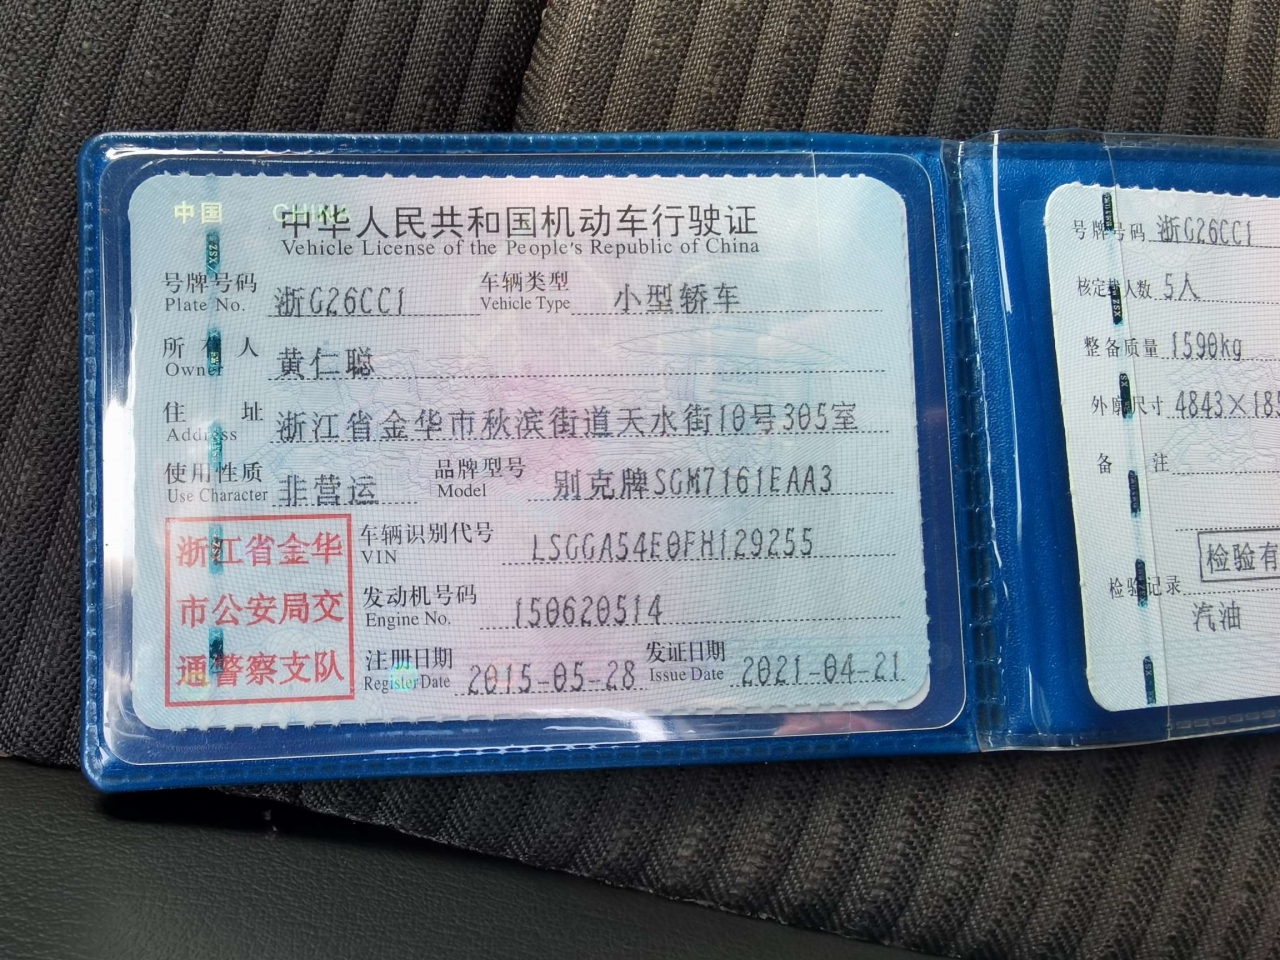 中国 CHINA
中华人民共和国机动车行驶证
Vehicle License of the People's Republic of China
号牌号码 浙G26CC1 车辆类型 小型轿车
Plate No. Vehicle Type
所有人 黄仁聪
Owner
住址 浙江省金华市秋滨街道天水街10号305室
Address
使用性质 非营运 品牌型号 别克牌SGM7161EAA3
Use Character Model
浙江省金华
市公安局交
通警察支队
车辆识别代号 LSGGA54E0FH129255
VIN
发动机号码 150620514
Engine No.
注册日期 2015-05-28 发证日期 2021-04-21
Register Date Issue Date
号牌号码 浙G26CC1
核定载人数 5人
整备质量 1590kg
外廓尺寸 4843×18
备注
检验有
检验记录
汽油